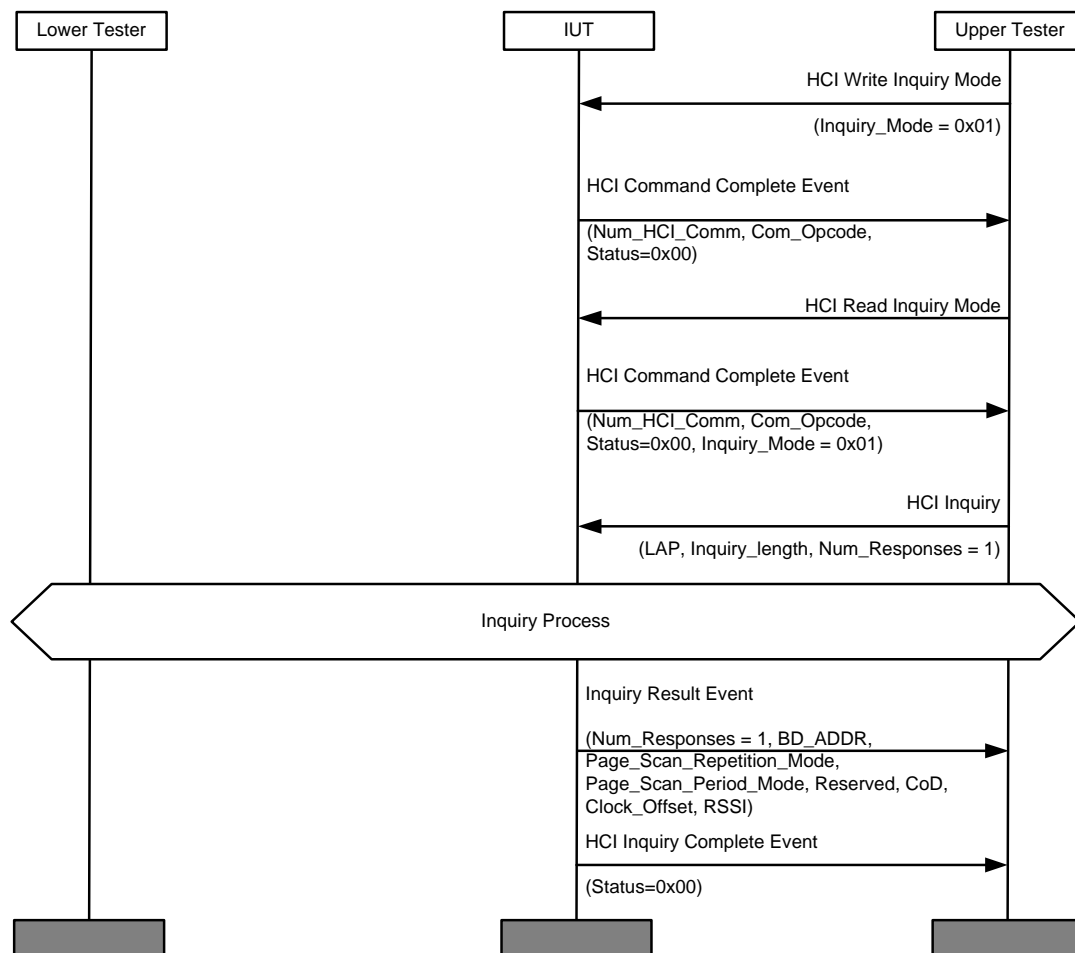 Lower Tester
IUT
Upper Tester
HCI Write Inquiry Mode
(Inquiry_Mode = 0x01)
HCI Command Complete Event
(Num_HCI_Comm, Com_Opcode,
Status=0x00)
HCI Read Inquiry Mode
HCI Command Complete Event
(Num_HCI_Comm, Com_Opcode,
Status=0x00, Inquiry_Mode = 0x01)
HCI Inquiry
(LAP, Inquiry_length, Num_Responses = 1)
Inquiry Process
Inquiry Result Event
(Num_Responses = 1, BD_ADDR,
Page_Scan_Repetition_Mode,
Page_Scan_Period_Mode, Reserved, CoD,
Clock_Offset, RSSI)
HCI Inquiry Complete Event
(Status=0x00)